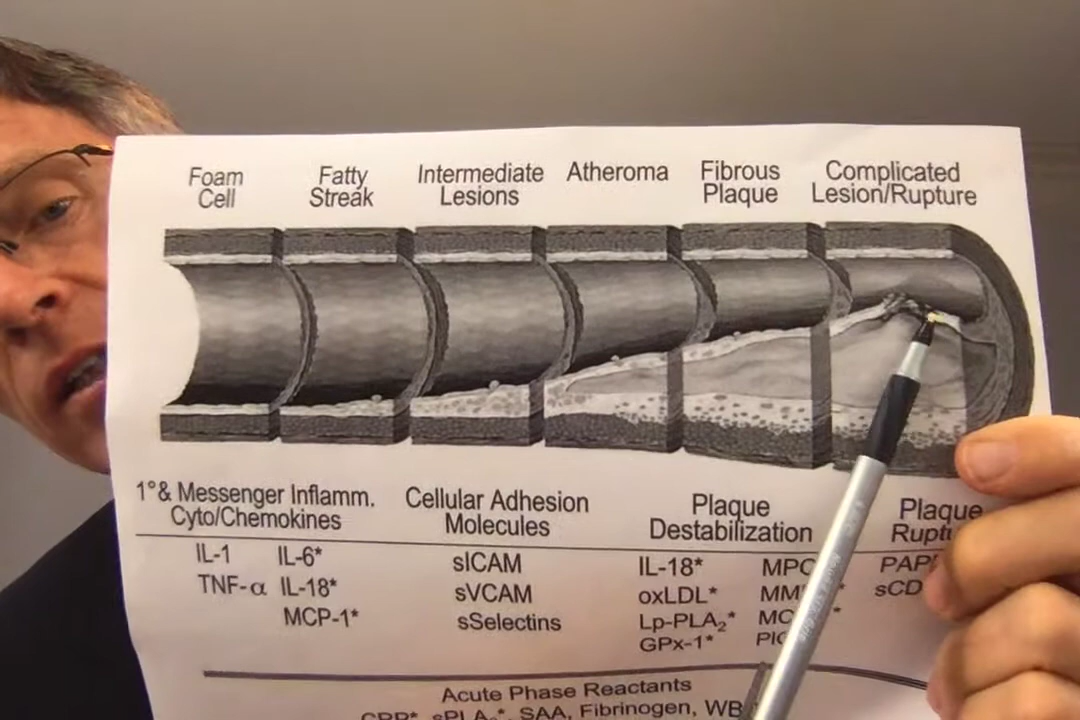 Foam
Cell
Fatty
Streak
Intermediate
Lesions
Atheroma
Fibrous
Plaque
Complicated
Lesion/Rupture
1°& Messenger Inflamm.
Cyto/Chemokines
IL-1 IL-6*
TNF-α IL-18*
MCP-1*
Cellular Adhesion
Molecules
sICAM
sVCAM
sSelectins
Plaque
Destabilization
IL-18*
oxLDL*
Lp-PLA₂*
GPx-1*
Plaque
Acute Phase Reactants
SAA, Fibrinogen,